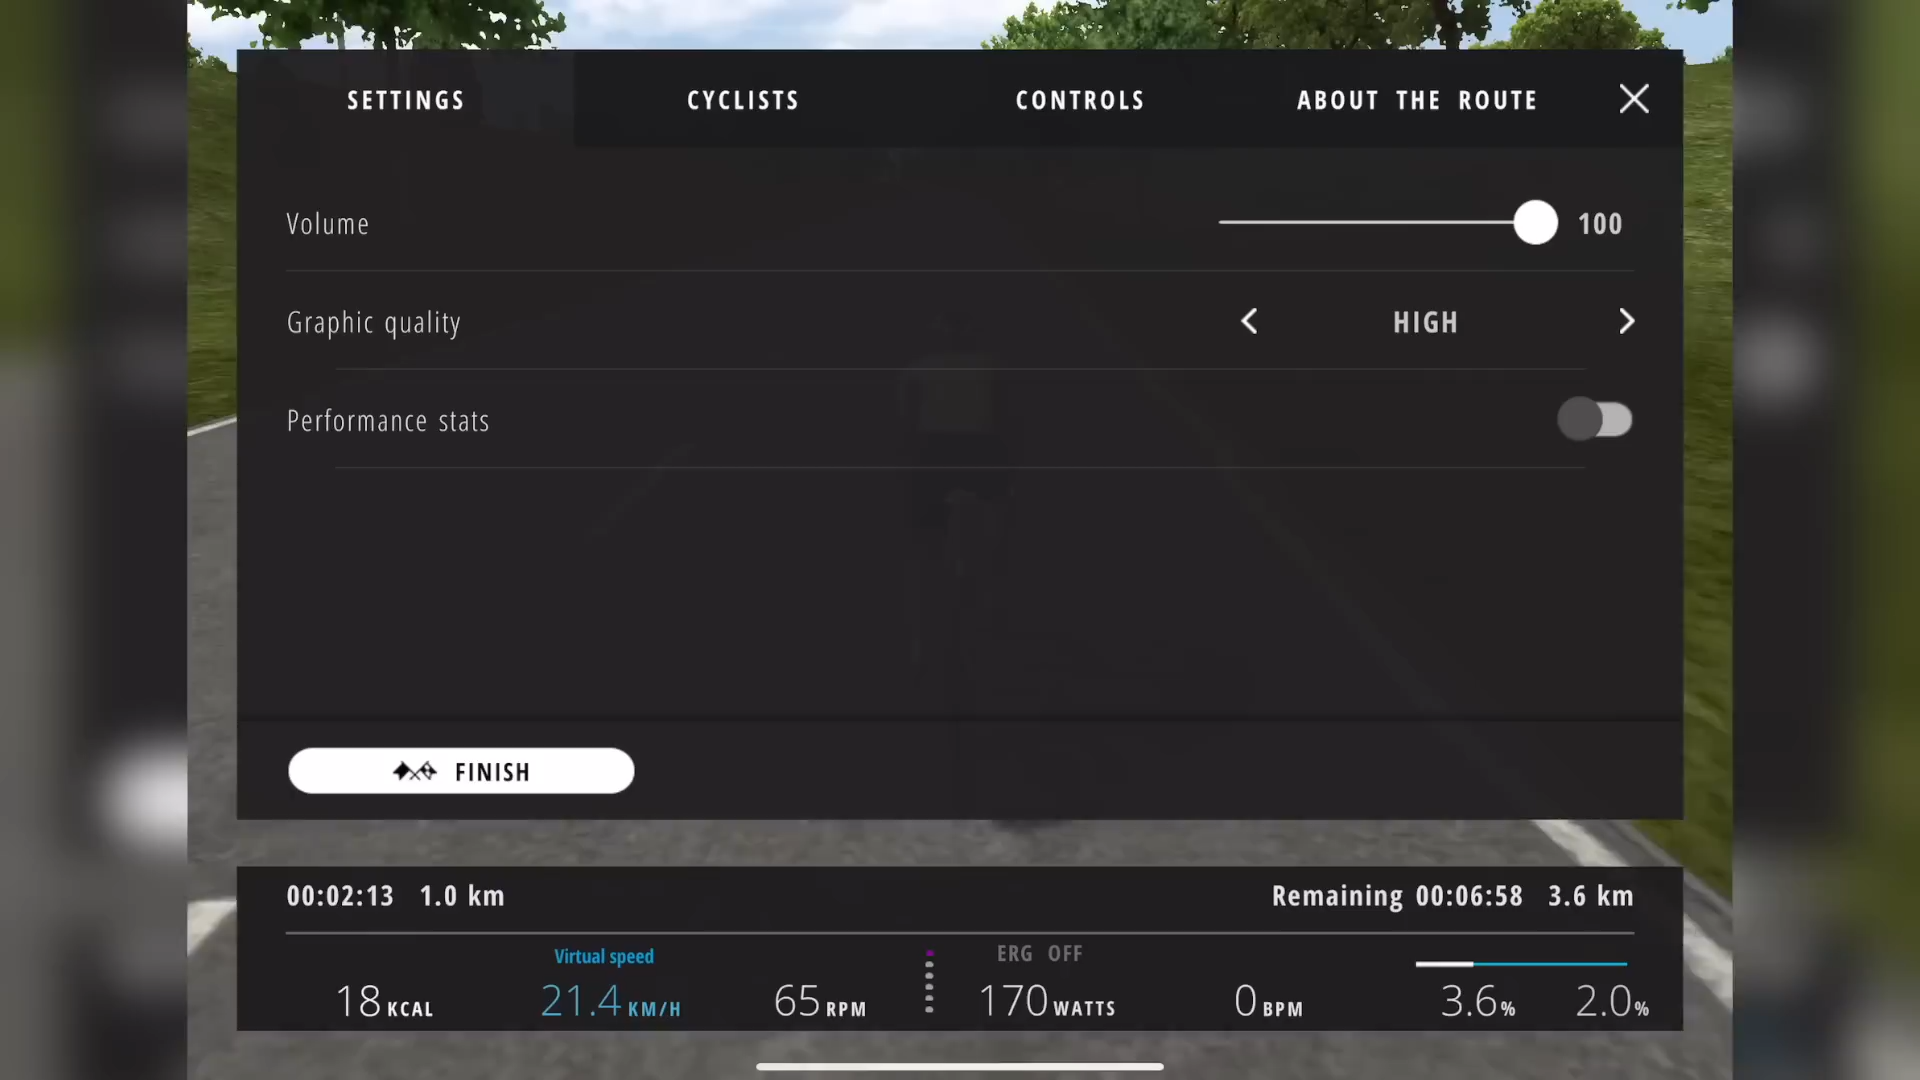 SETTINGS CYCLISTS CONTROLS ABOUT THE ROUTE
Volume 100
Graphic quality HIGH
Performance stats
FINISH
00:02:13 1.0 km Remaining 00:06:58 3.6 km
Virtual speed ERG OFF
18 KCAL 21.4 KM/H 65 RPM 170 WATTS 0 BPM 3.6% 2.0%